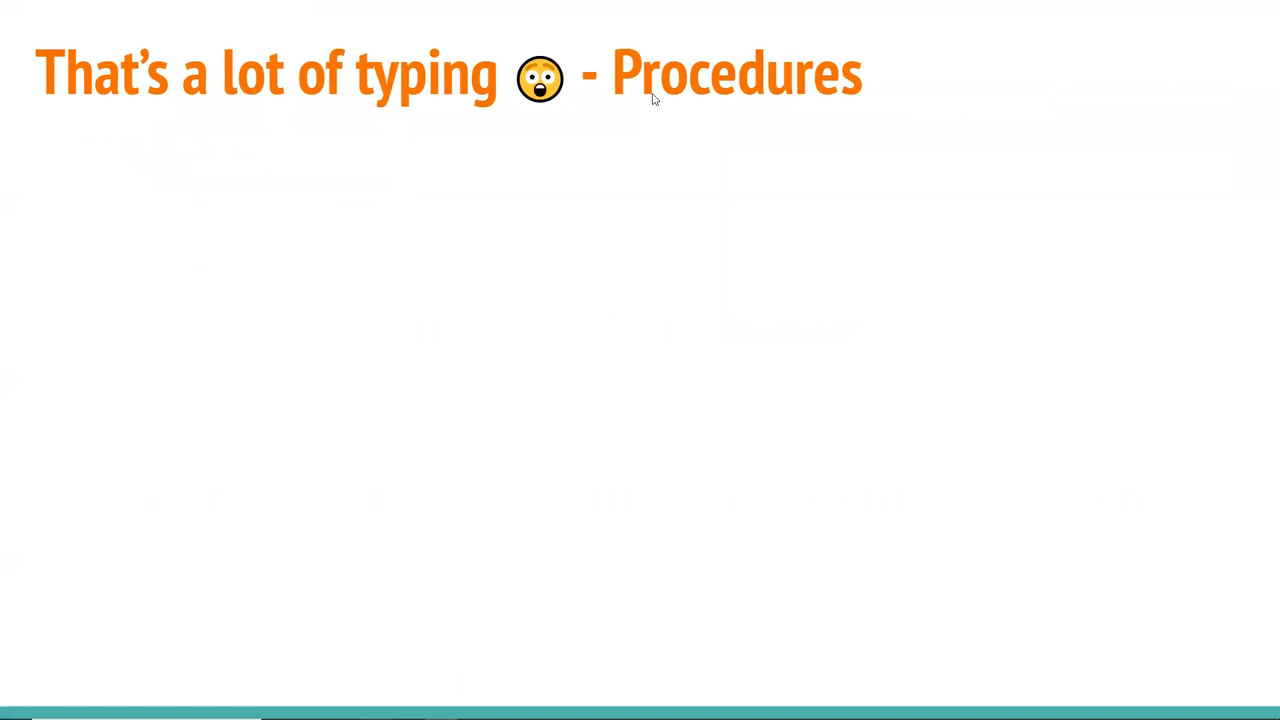 That’s a lot of typing 😲 - Procedures